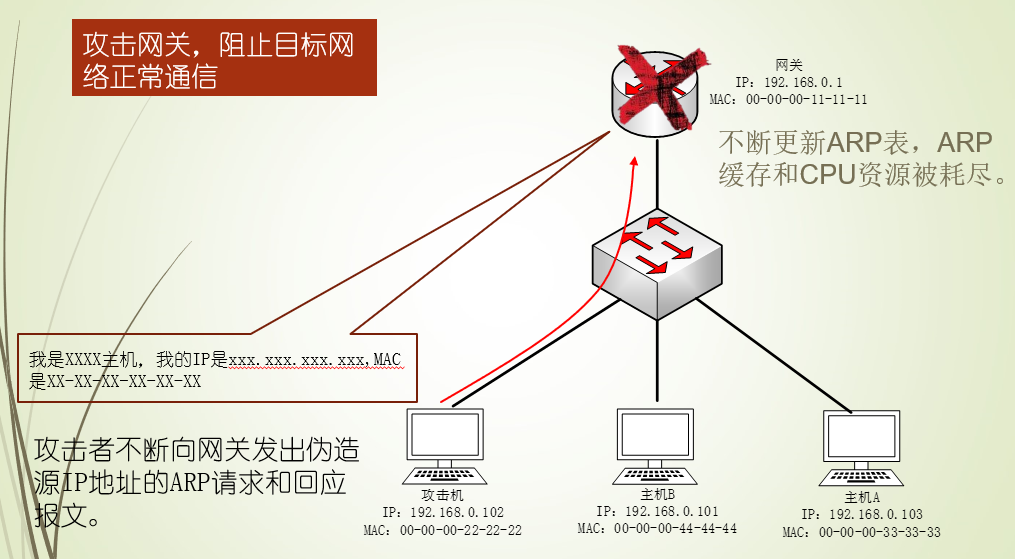 攻击网关，阻止目标网
络正常通信
网关
IP：192.168.0.1
MAC：00-00-00-11-11-11
不断更新ARP表，ARP
缓存和CPU资源被耗尽。
我是XXXX主机，我的IP是xxx.xxx.xxx.xxx,MAC
是XX-XX-XX-XX-XX-XX
攻击者不断向网关发出伪造
源IP地址的ARP请求和回应
报文。
攻击机
IP：192.168.0.102
MAC：00-00-00-22-22-22
主机B
IP：192.168.0.101
MAC：00-00-00-44-44-44
主机A
IP：192.168.0.103
MAC：00-00-00-33-33-33